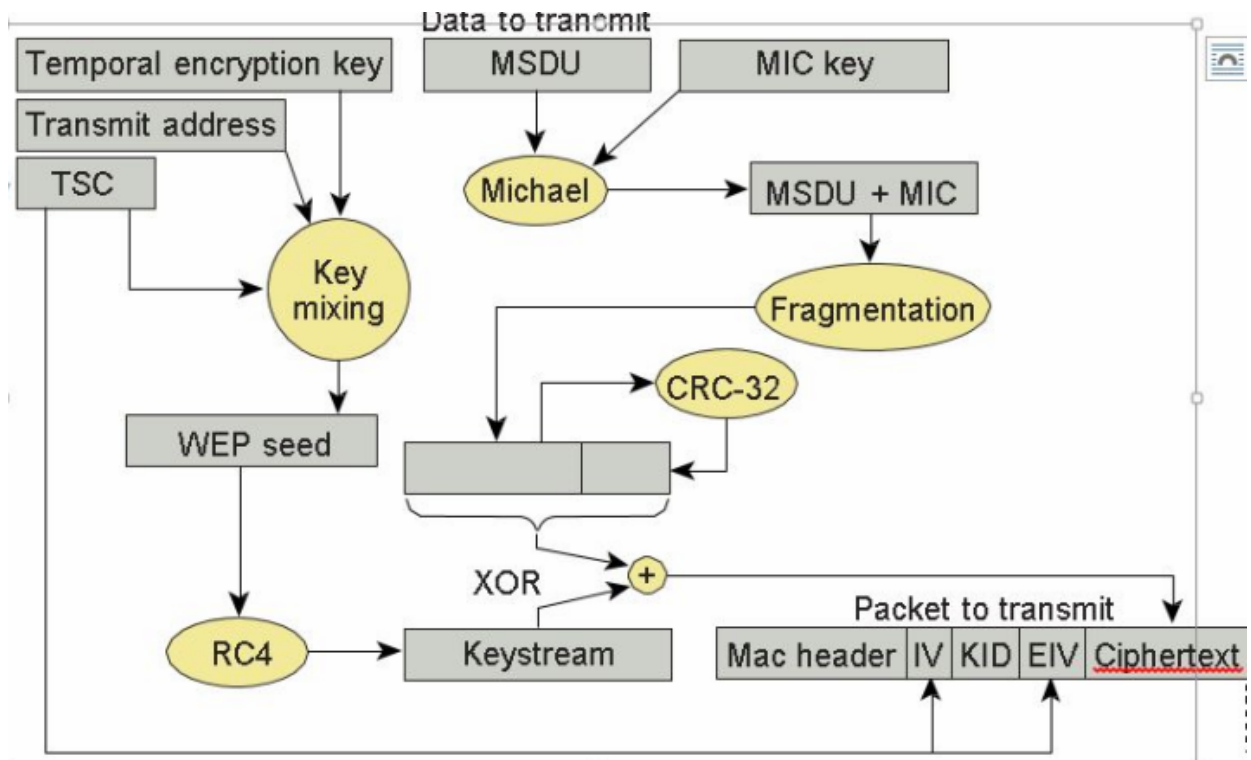 Data to transmit
Temporal encryption key
MSDU
MIC key
Transmit address
TSC
Michael
MSDU + MIC
Key
mixing
Fragmentation
CRC-32
WEP seed
XOR
+
Packet to transmit
RC4
Keystream
Mac header IV KID EIV Ciphertext